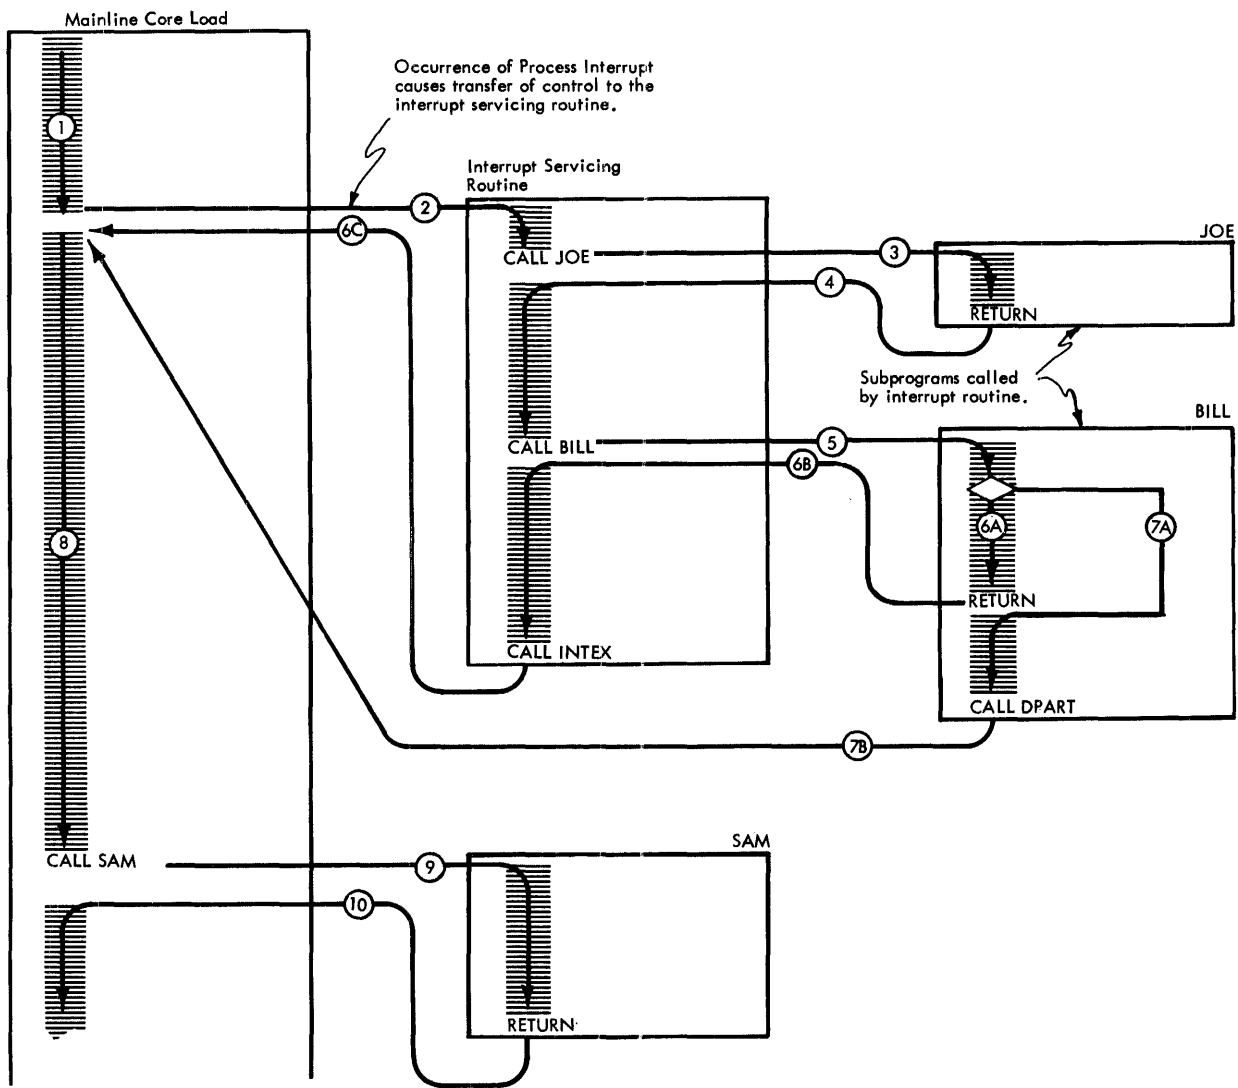 Mainline Core Load
Occurrence of Process Interrupt
causes transfer of control to the
interrupt servicing routine.
1
Interrupt Servicing
Routine
2
6C
JOE
CALL JOE
3
4
RETURN
Subprograms called
by interrupt routine.
BILL
CALL BILL
5
6B
6A
7A
8
RETURN
CALL INTEX
CALL DPART
7B
SAM
CALL SAM
9
10
RETURN